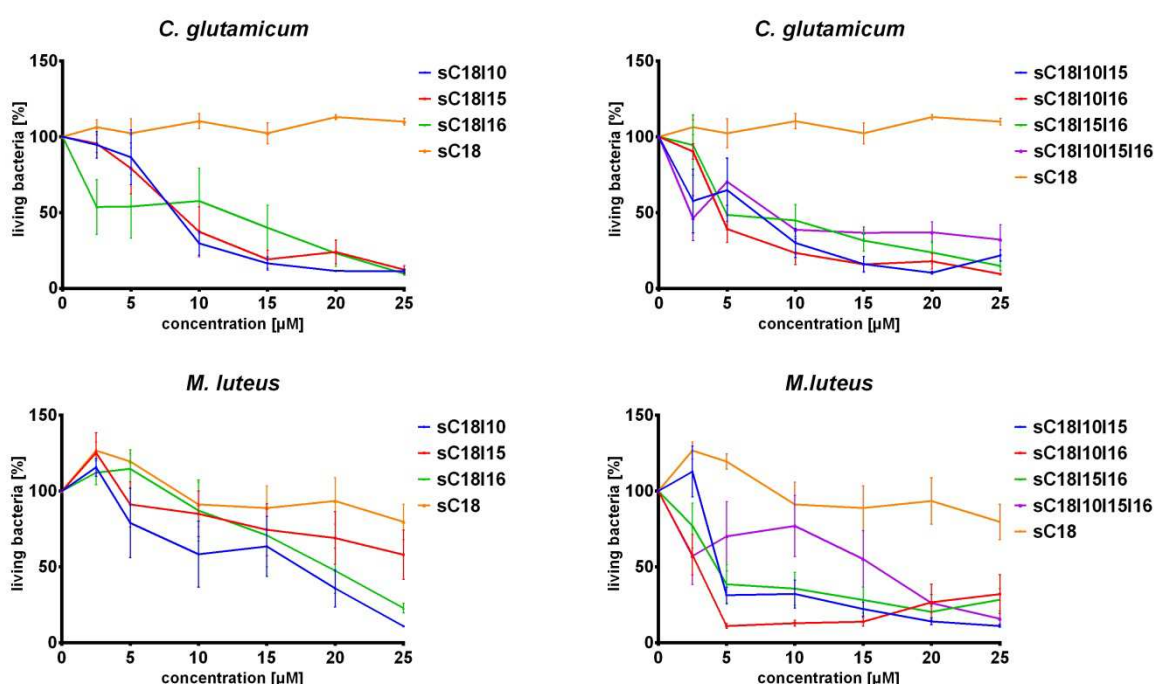 C. glutamicum
150
100
50
0
living bacteria [%]
0 5 10 15 20 25
concentration [µM]
sC18I10
sC18I15
sC18I16
sC18
C. glutamicum
150
100
50
0
living bacteria [%]
0 5 10 15 20 25
concentration [µM]
sC18I10I15
sC18I10I16
sC18I15I16
sC18I10I15I16
sC18
M. luteus
150
100
50
0
living bacteria [%]
0 5 10 15 20 25
concentration [µM]
sC18I10
sC18I15
sC18I16
sC18
M.luteus
150
100
50
0
living bacteria [%]
0 5 10 15 20 25
concentration [µM]
sC18I10I15
sC18I10I16
sC18I15I16
sC18I10I15I16
sC18